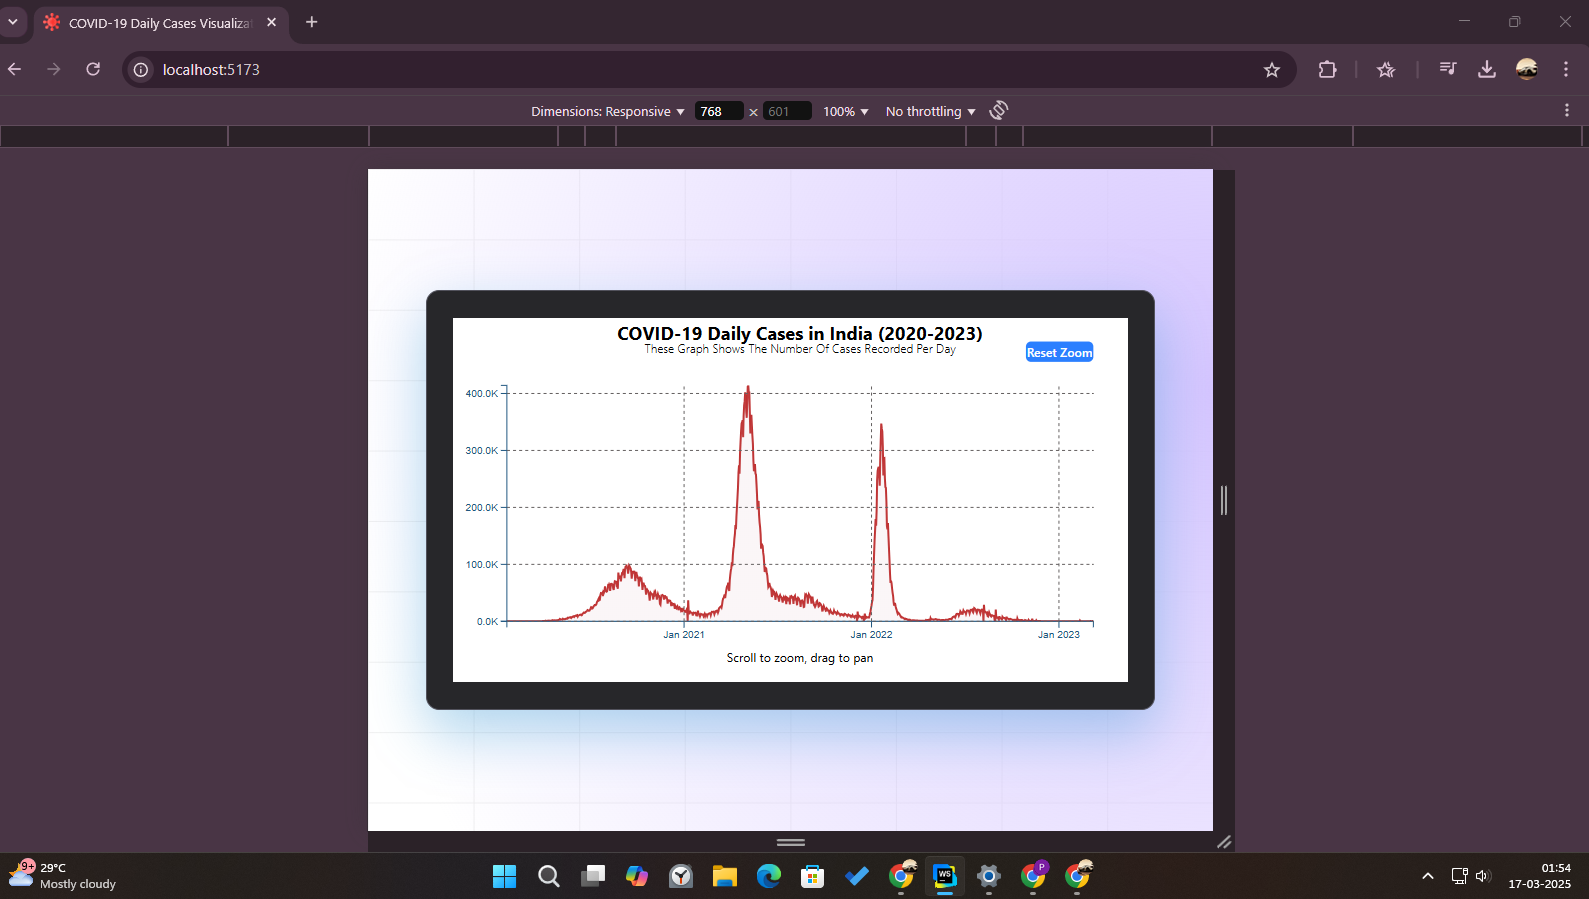 COVID-19 Daily Cases Visualiza
localhost:5173
Dimensions: Responsive 768 × 601 100% No throttling
COVID-19 Daily Cases in India (2020-2023)
These Graph Shows The Number Of Cases Recorded Per Day
Reset Zoom
400.0K
300.0K
200.0K
100.0K
0.0K
Jan 2021 Jan 2022 Jan 2023
Scroll to zoom, drag to pan
9+
29°C
Mostly cloudy
WS
P
01:54
17-03-2025